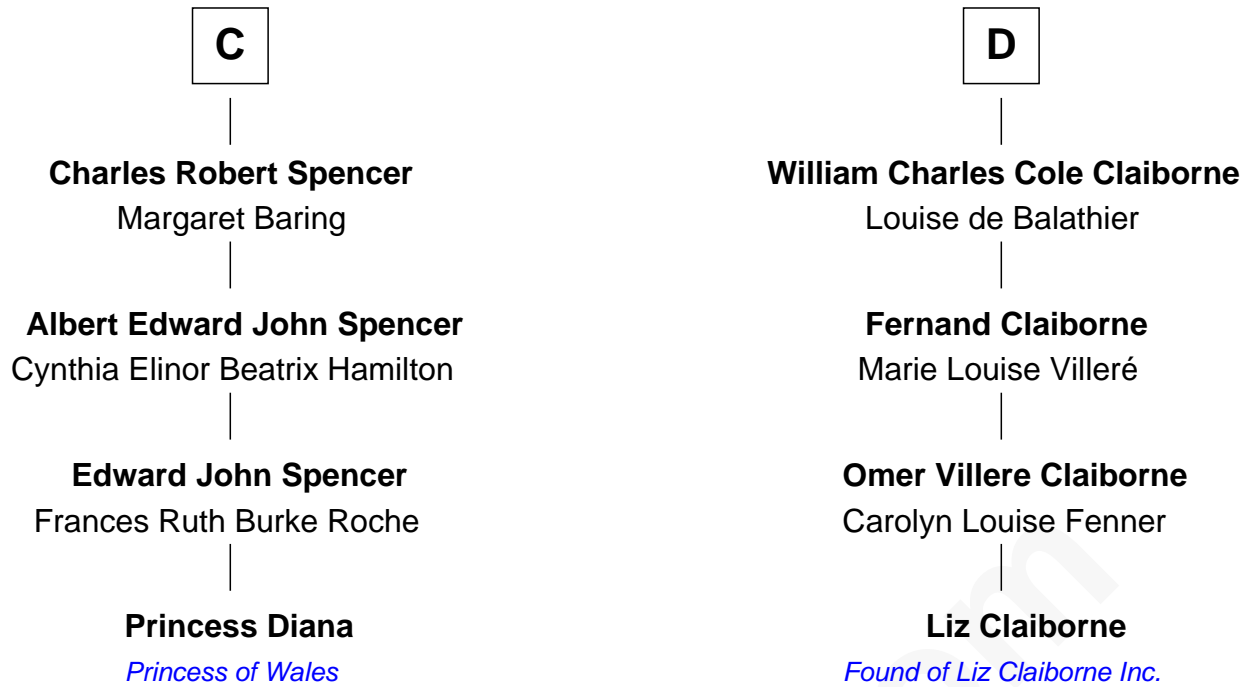 C
Charles Robert Spencer
Margaret Baring
Albert Edward John Spencer
Cynthia Elinor Beatrix Hamilton
Edward John Spencer
Frances Ruth Burke Roche
Princess Diana
Princess of Wales
D
William Charles Cole Claiborne
Louise de Balathier
Fernand Claiborne
Marie Louise Villeré
Omer Villere Claiborne
Carolyn Louise Fenner
Liz Claiborne
Found of Liz Claiborne Inc.